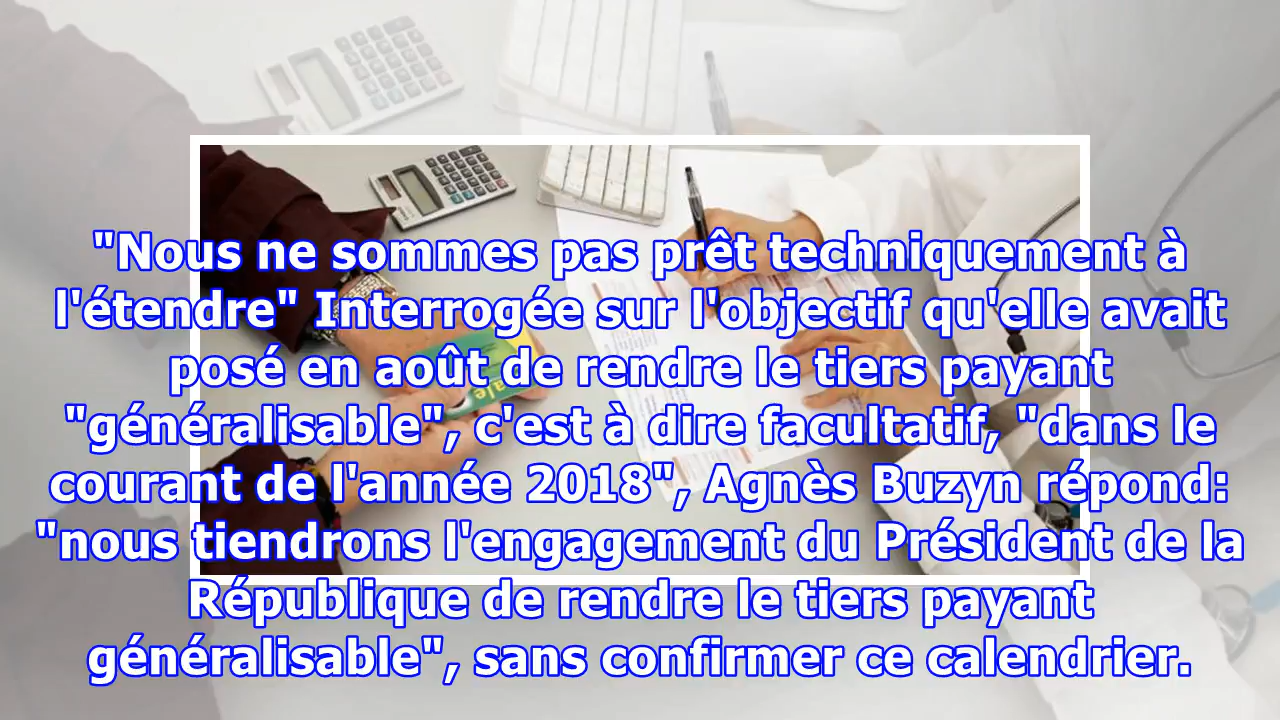 "Nous ne sommes pas prêt techniquement à
l'étendre" Interrogée sur l'objectif qu'elle avait
posé en août de rendre le tiers payant
"généralisable", c'est à dire facultatif, "dans le
courant de l'année 2018", Agnès Buzyn répond:
"nous tiendrons l'engagement du Président de la
République de rendre le tiers payant
généralisable", sans confirmer ce calendrier.